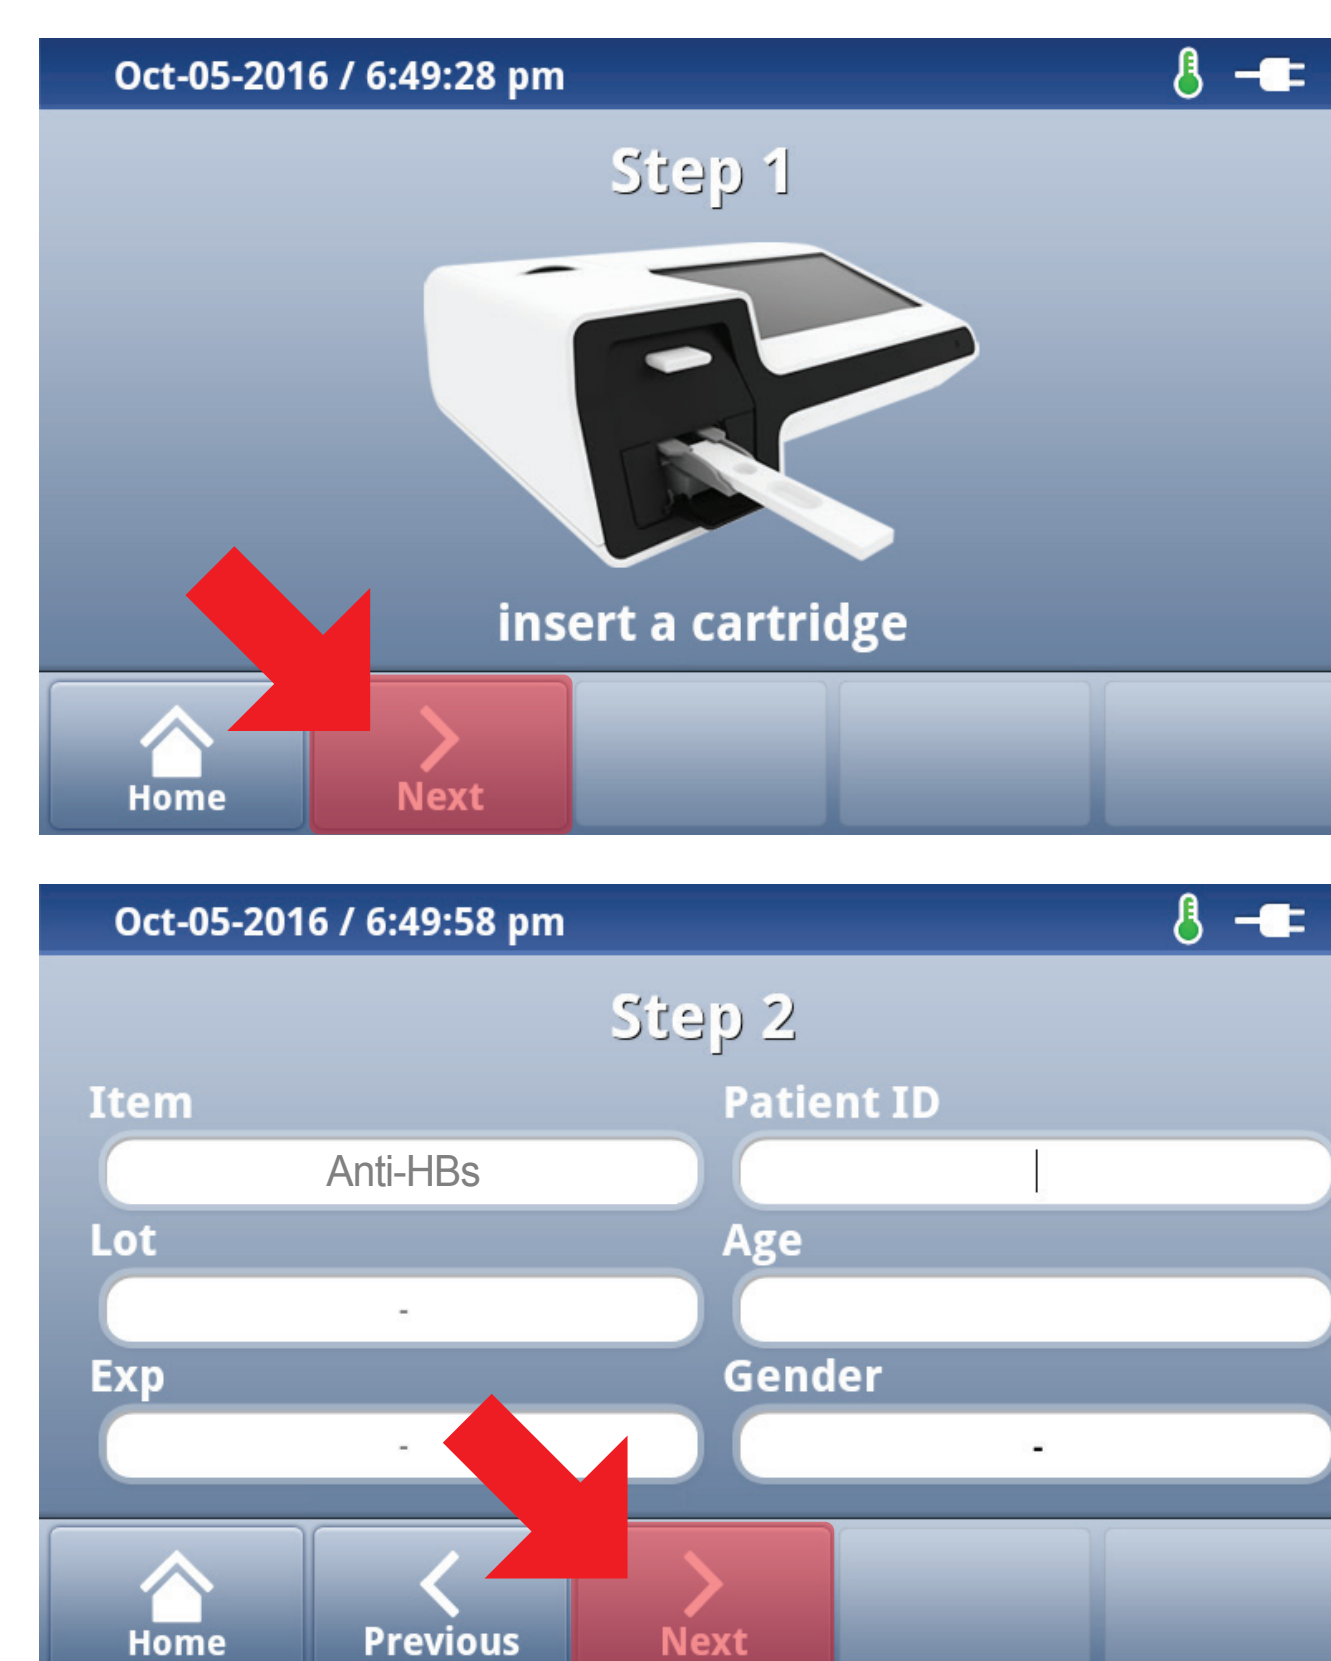 Oct-05-2016 / 6:49:28 pm
Step 1
insert a cartridge
Home Next
Oct-05-2016 / 6:49:58 pm
Step 2
Item Patient ID
Anti-HBs
Lot Age
-
Exp Gender
- -
Home Previous Next